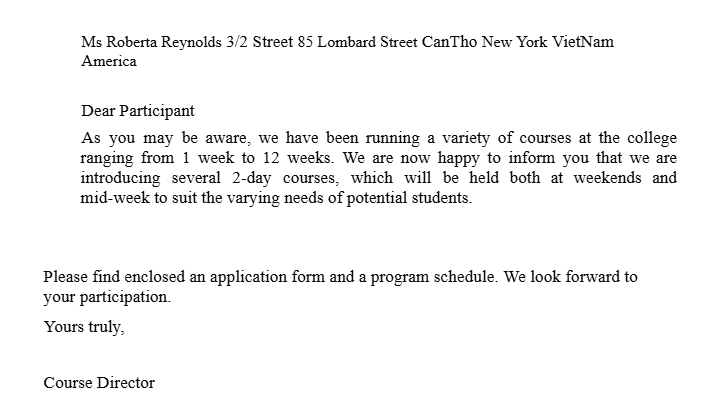 Ms Roberta Reynolds 3/2 Street 85 Lombard Street CanTho New York VietNam
America
Dear Participant
As you may be aware, we have been running a variety of courses at the college
ranging from 1 week to 12 weeks. We are now happy to inform you that we are
introducing several 2-day courses, which will be held both at weekends and
mid-week to suit the varying needs of potential students.
Please find enclosed an application form and a program schedule. We look forward to
your participation.
Yours truly,
Course Director